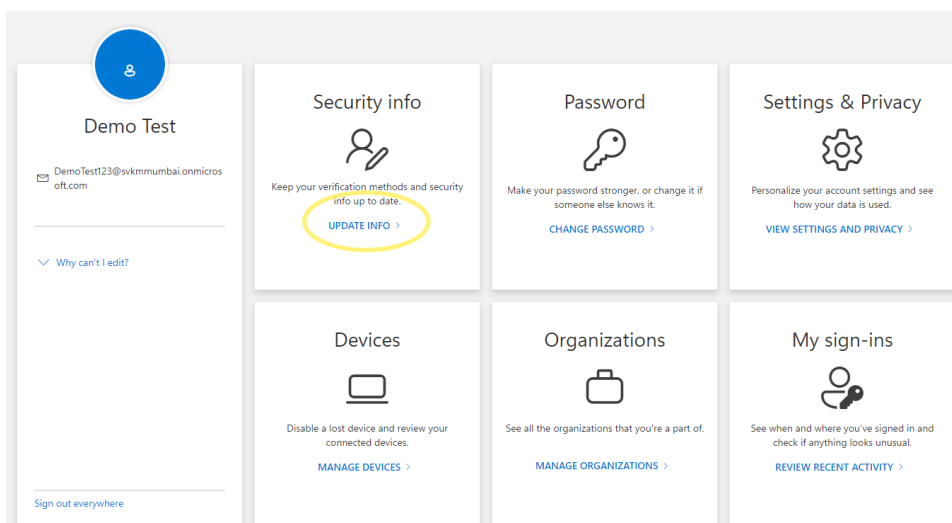 Demo Test
DemoTest123@svkmmumbai.onmicros
oft.com
Why can't I edit?
Sign out everywhere
Security info
Keep your verification methods and security
info up to date.
UPDATE INFO >
Password
Make your password stronger, or change it if
someone else knows it.
CHANGE PASSWORD >
Settings & Privacy
Personalize your account settings and see
how your data is used.
VIEW SETTINGS AND PRIVACY >
Devices
Disable a lost device and review your
connected devices.
MANAGE DEVICES >
Organizations
See all the organizations that you're a part of.
MANAGE ORGANIZATIONS >
My sign-ins
See when and where you've signed in and
check if anything looks unusual.
REVIEW RECENT ACTIVITY >